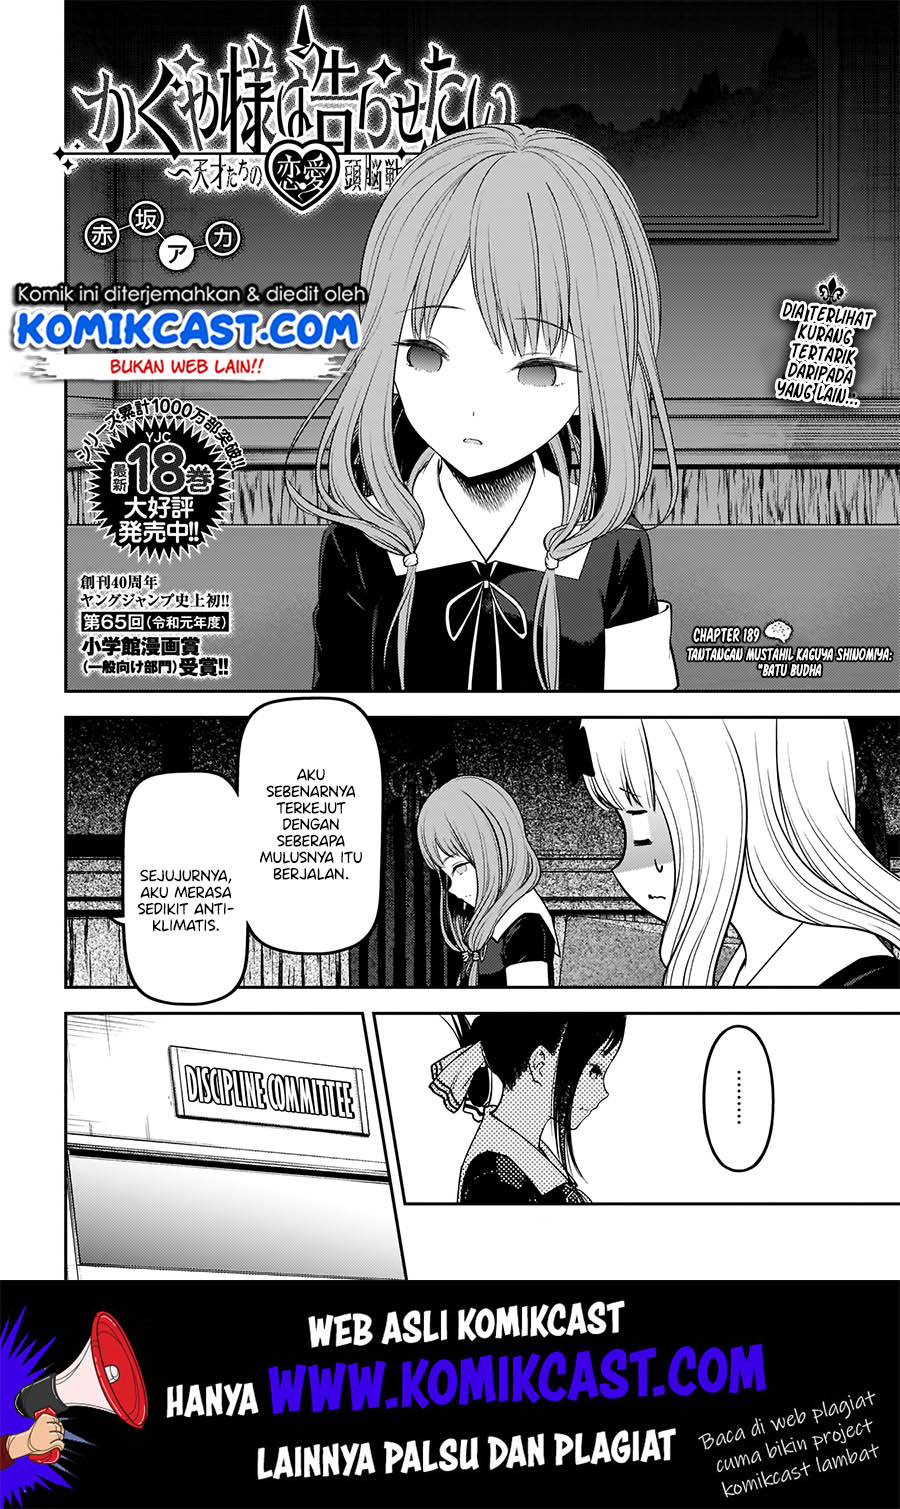 かぐや様は告らせたい
〜天才たちの恋愛頭脳戦
赤坂アカ
Komik ini diterjemahkan & diedit oleh
KOMIKCAST.COM
BUKAN WEB LAIN!!
DIA TERLIHAT
KURANG
TERTARIK
DARIPADA
YANG LAIN...
シリーズ累計1000万部突破!!
YJC
最新18巻
大好評
発売中!!
創刊40周年
ヤングジャンプ史上初!!
第65回(令和元年度)
小学館漫画賞
(一般向け部門)受賞!!
CHAPTER 189
TANTANGAN MUSTAHIL KAGUYA SHINOMIYA:
"BATU BUDHA
AKU
SEBENARNYA
TERKEJUT
DENGAN
SEBERAPA
MULUSNYA ITU
BERJALAN.
SEJUJURNYA,
AKU MERASA
SEDIKIT ANTI-
KLIMATIS.
.........
DISCIPLINE COMMITTEE
WEB ASLI KOMIKCAST
HANYA WWW.KOMIKCAST.COM
LAINNYA PALSU DAN PLAGIAT
Baca di web plagiat
cuma bikin project
komikcast lambat